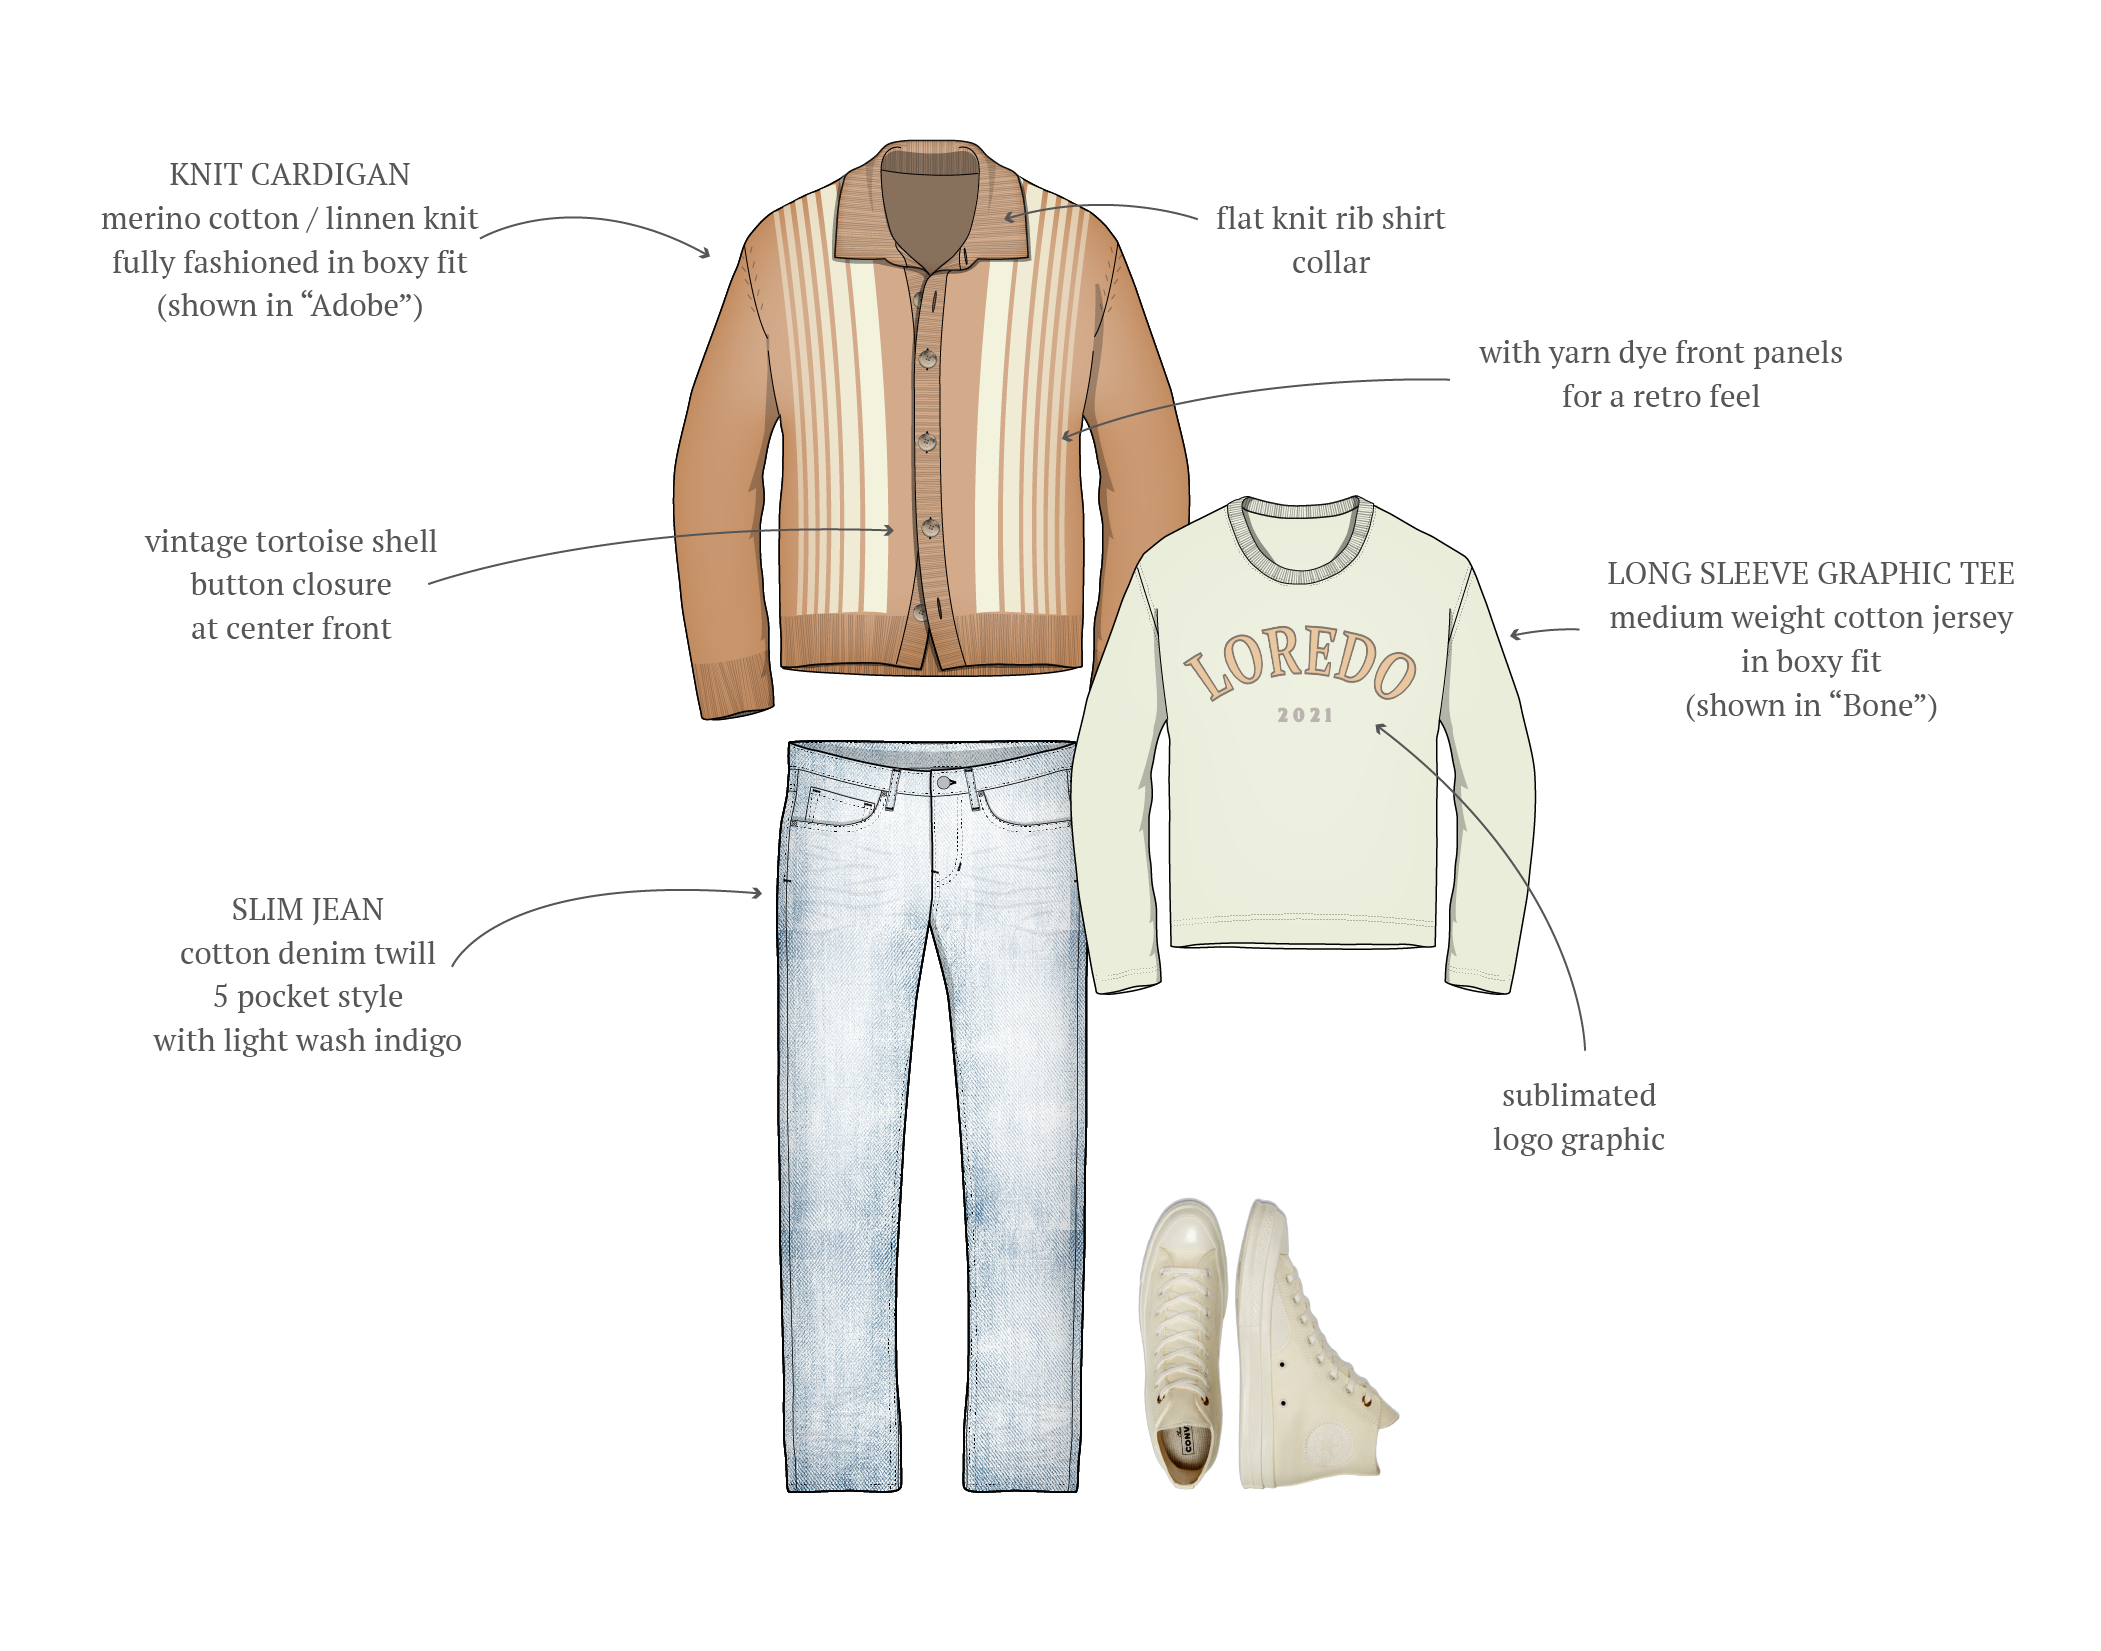 KNIT CARDIGAN
merino cotton / linnen knit
fully fashioned in boxy fit
(shown in “Adobe”)
flat knit rib shirt
collar
with yarn dye front panels
for a retro feel
vintage tortoise shell
button closure
at center front
LONG SLEEVE GRAPHIC TEE
medium weight cotton jersey
in boxy fit
(shown in “Bone”)
LOREDO
2021
SLIM JEAN
cotton denim twill
5 pocket style
with light wash indigo
sublimated
logo graphic
CONV